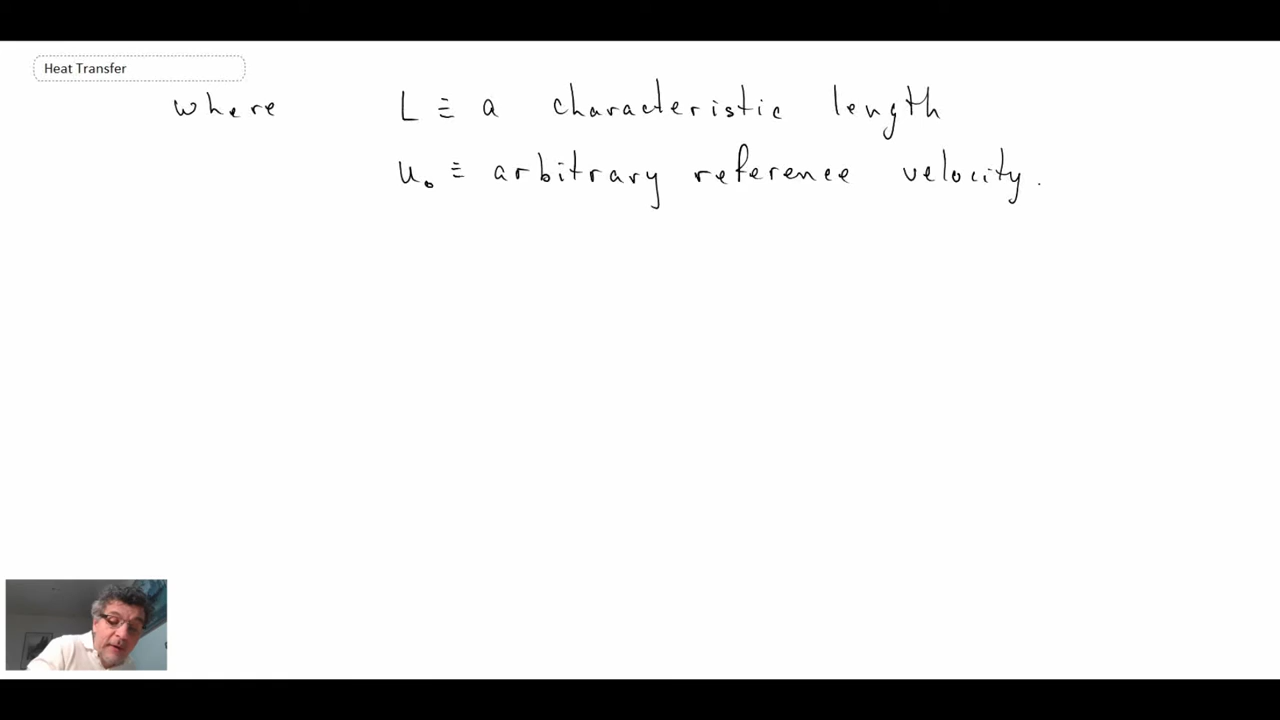 Heat Transfer
where L ≡ a characteristic length
u₀ ≡ arbitrary reference velocity.